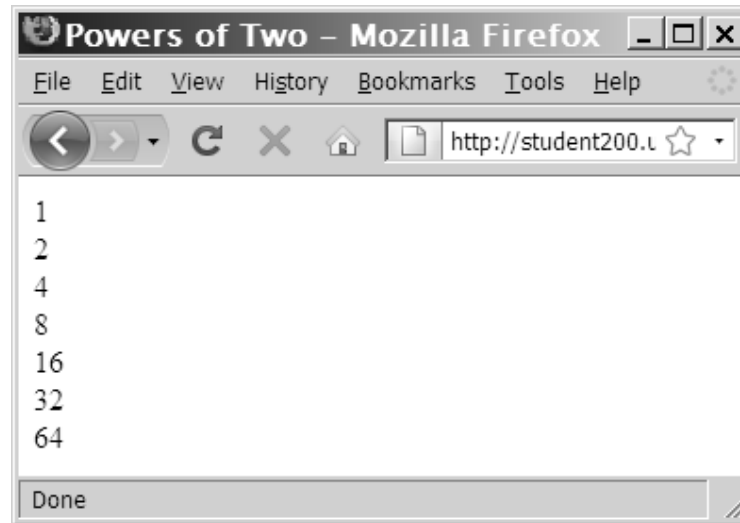 Powers of Two – Mozilla Firefox
File Edit View History Bookmarks Tools Help
http://student200.u
1
2
4
8
16
32
64
Done